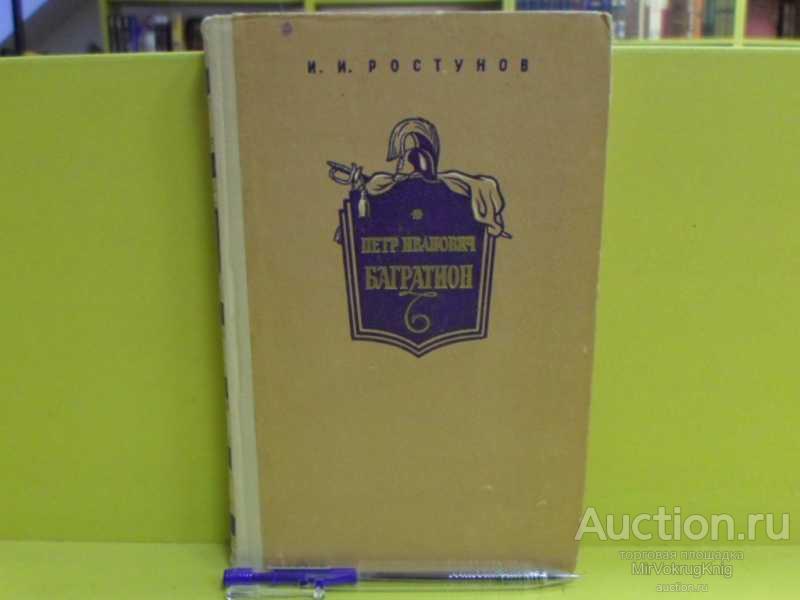 И. И. РОСТУНОВ
ПЕТР ИВАНОВИЧ
БАГРАТИОН
Auction.ru
торговая площадка
MirVokrugKnig
auction.ru